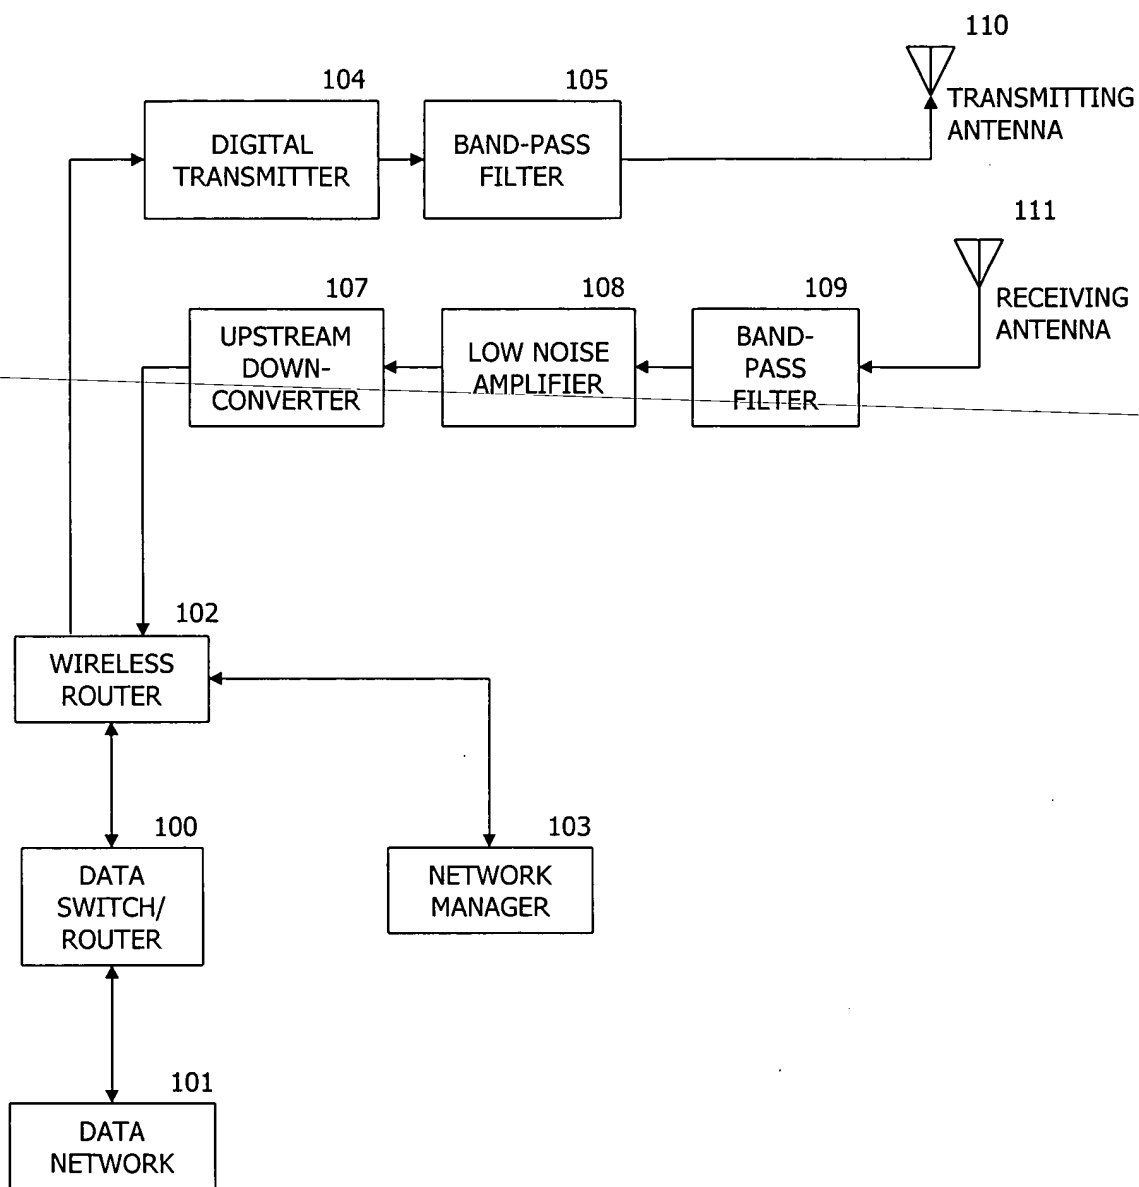 110
TRANSMITTING
ANTENNA
104
DIGITAL
TRANSMITTER
105
BAND-PASS
FILTER
111
RECEIVING
ANTENNA
107
UPSTREAM
DOWN-
CONVERTER
108
LOW NOISE
AMPLIFIER
109
BAND-
PASS
FILTER
102
WIRELESS
ROUTER
100
DATA
SWITCH/
ROUTER
103
NETWORK
MANAGER
101
DATA
NETWORK